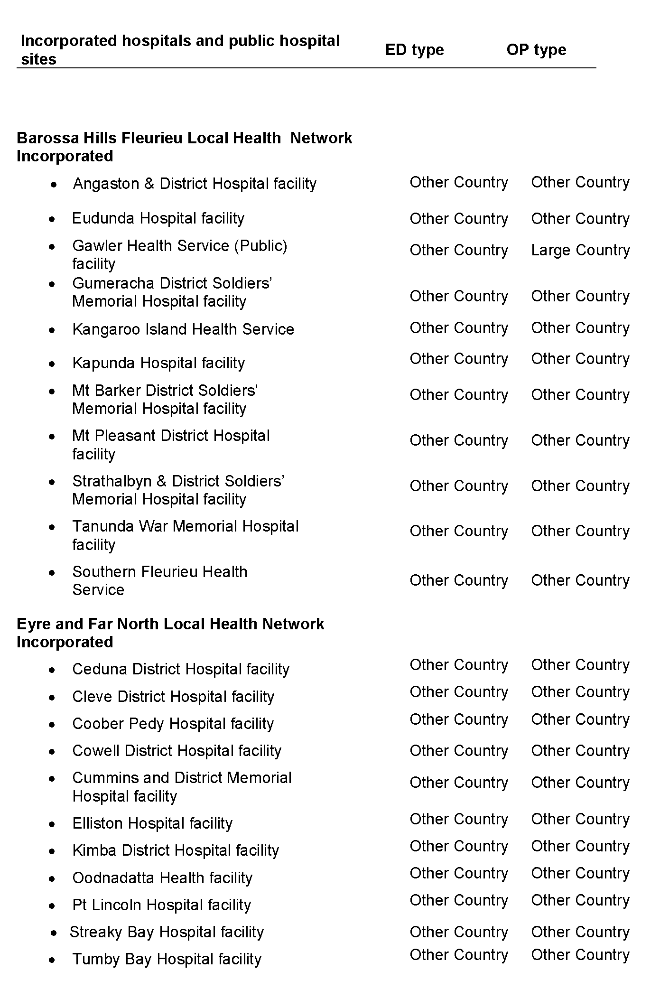 Incorporated hospitals and public hospital
sites
ED type OP type
Barossa Hills Fleurieu Local Health Network
Incorporated
• Angaston & District Hospital facility Other Country Other Country
• Eudunda Hospital facility Other Country Other Country
• Gawler Health Service (Public)
facility
Other Country Large Country
• Gumeracha District Soldiers’
Memorial Hospital facility
Other Country Other Country
• Kangaroo Island Health Service Other Country Other Country
• Kapunda Hospital facility Other Country Other Country
• Mt Barker District Soldiers'
Memorial Hospital facility
Other Country Other Country
• Mt Pleasant District Hospital
facility
Other Country Other Country
• Strathalbyn & District Soldiers’
Memorial Hospital facility
Other Country Other Country
• Tanunda War Memorial Hospital
facility
Other Country Other Country
• Southern Fleurieu Health
Service
Other Country Other Country
Eyre and Far North Local Health Network
Incorporated
• Ceduna District Hospital facility Other Country Other Country
• Cleve District Hospital facility Other Country Other Country
• Coober Pedy Hospital facility Other Country Other Country
• Cowell District Hospital facility Other Country Other Country
• Cummins and District Memorial
Hospital facility
Other Country Other Country
• Elliston Hospital facility Other Country Other Country
• Kimba District Hospital facility Other Country Other Country
• Oodnadatta Health facility Other Country Other Country
• Pt Lincoln Hospital facility Other Country Other Country
• Streaky Bay Hospital facility Other Country Other Country
• Tumby Bay Hospital facility Other Country Other Country